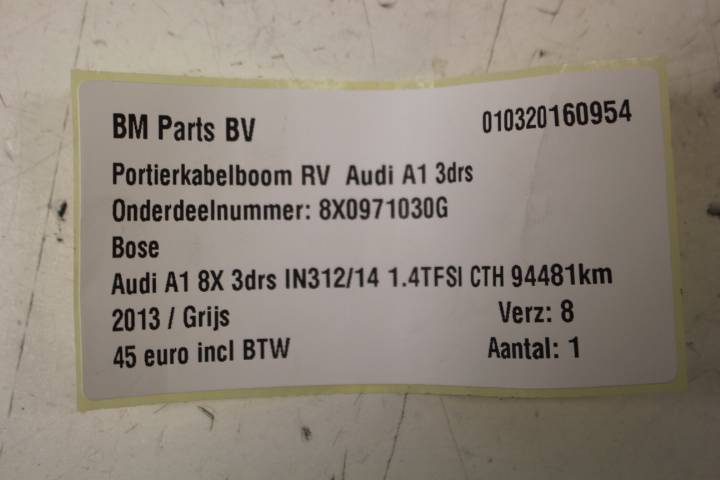 BM Parts BV 010320160954
Portierkabelboom RV Audi A1 3drs
Onderdeelnummer: 8X0971030G
Bose
Audi A1 8X 3drs IN312/14 1.4TFSI CTH 94481km
2013 / Grijs Verz: 8
45 euro incl BTW Aantal: 1